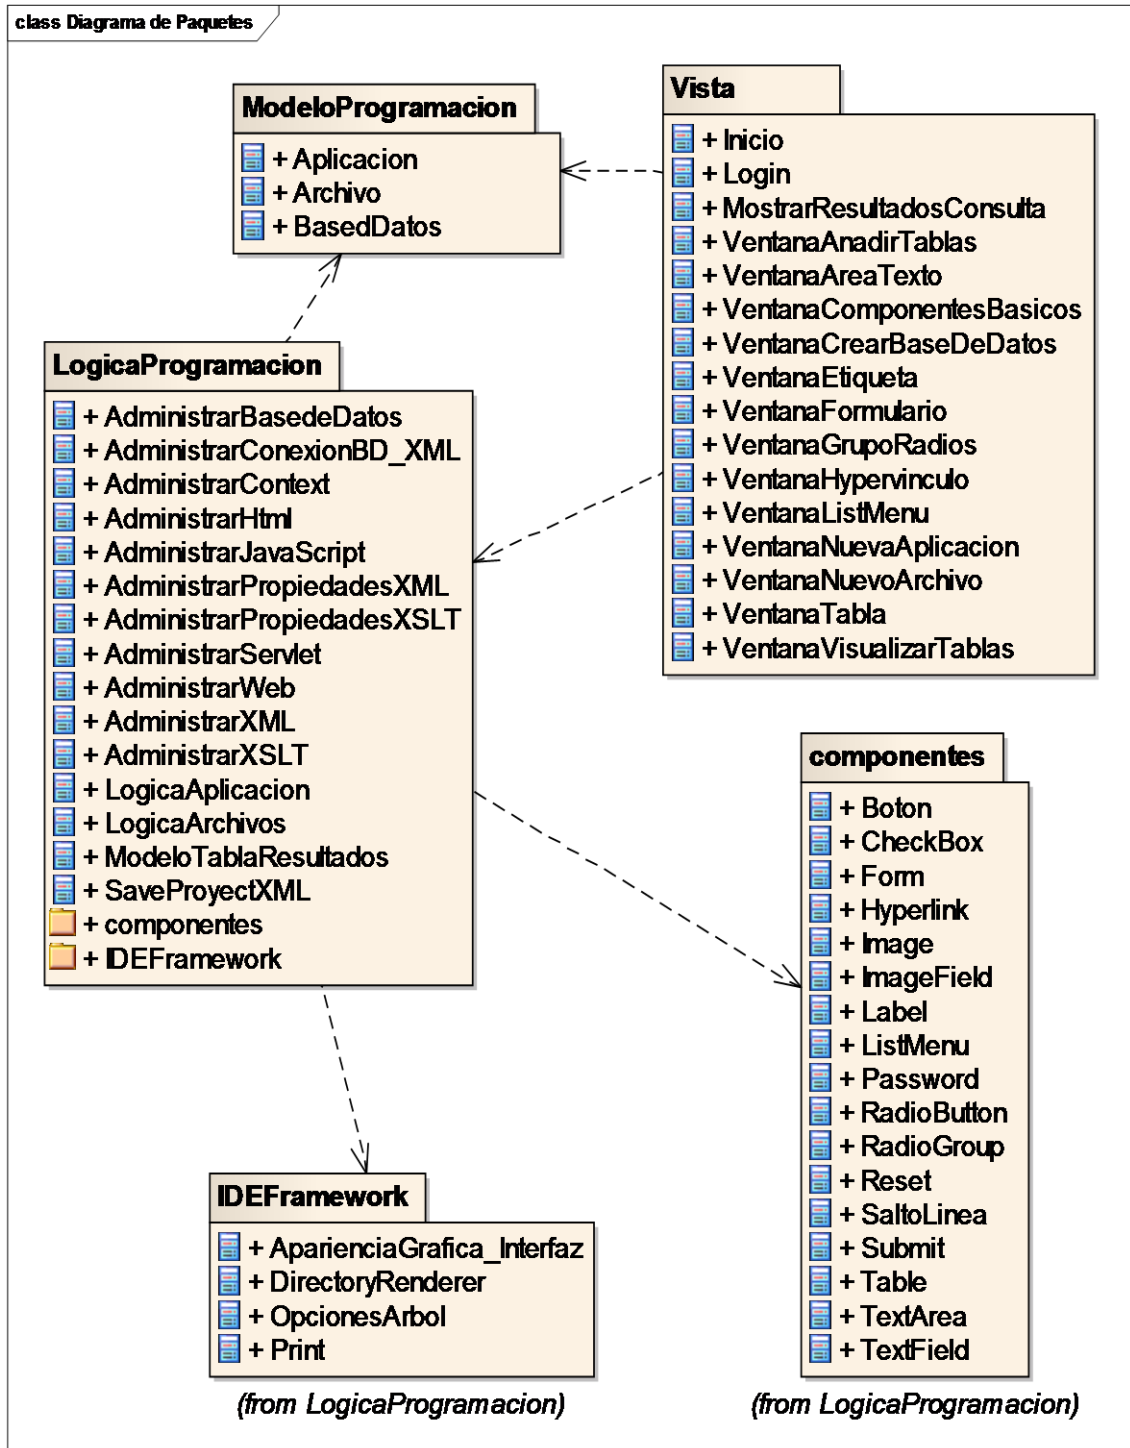 class Diagrama de Paquetes
ModeloProgramacion
+ Aplicacion
+ Archivo
+ BasedDatos
Vista
+ Inicio
+ Login
+ MostrarResultadosConsulta
+ VentanaAnadirTablas
+ VentanaAreaTexto
+ VentanaComponentesBasicos
+ VentanaCrearBaseDeDatos
+ VentanaEtiqueta
+ VentanaFormulario
+ VentanaGrupoRadios
+ VentanaHypervinculo
+ VentanaListMenu
+ VentanaNuevaAplicacion
+ VentanaNuevoArchivo
+ VentanaTabla
+ VentanaVisualizarTablas
LogicaProgramacion
+ AdministrarBasedeDatos
+ AdministrarConexionBD_XML
+ AdministrarContext
+ AdministrarHtml
+ AdministrarJavaScript
+ AdministrarPropiedadesXML
+ AdministrarPropiedadesXSLT
+ AdministrarServlet
+ AdministrarWeb
+ AdministrarXML
+ AdministrarXSLT
+ LogicaAplicacion
+ LogicaArchivos
+ ModeloTablaResultados
+ SaveProyectXML
+ componentes
+ IDEFramework
componentes
+ Boton
+ CheckBox
+ Form
+ Hyperlink
+ Image
+ ImageField
+ Label
+ ListMenu
+ Password
+ RadioButton
+ RadioGroup
+ Reset
+ SaltoLinea
+ Submit
+ Table
+ TextArea
+ TextField
(from LogicaProgramacion)
IDEFramework
+ AparienciaGrafica_Interfaz
+ DirectoryRenderer
+ OpcionesArbol
+ Print
(from LogicaProgramacion)